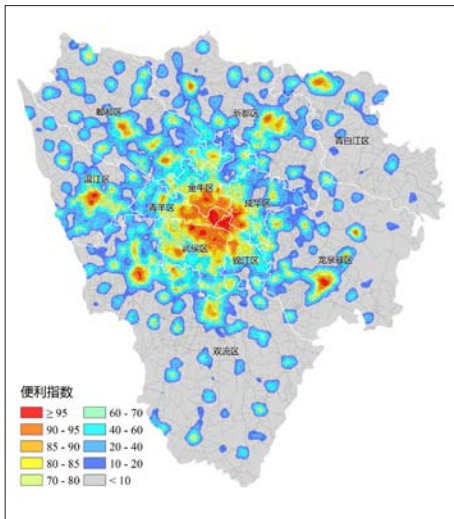 郫都区
新都区
青白江区
温江区
金牛区
成华区
青羊区
武侯区
锦江区
龙泉驿区
双流区
便利指数
≥ 95
60 - 70
90 - 95
40 - 60
85 - 90
20 - 40
80 - 85
10 - 20
70 - 80
< 10